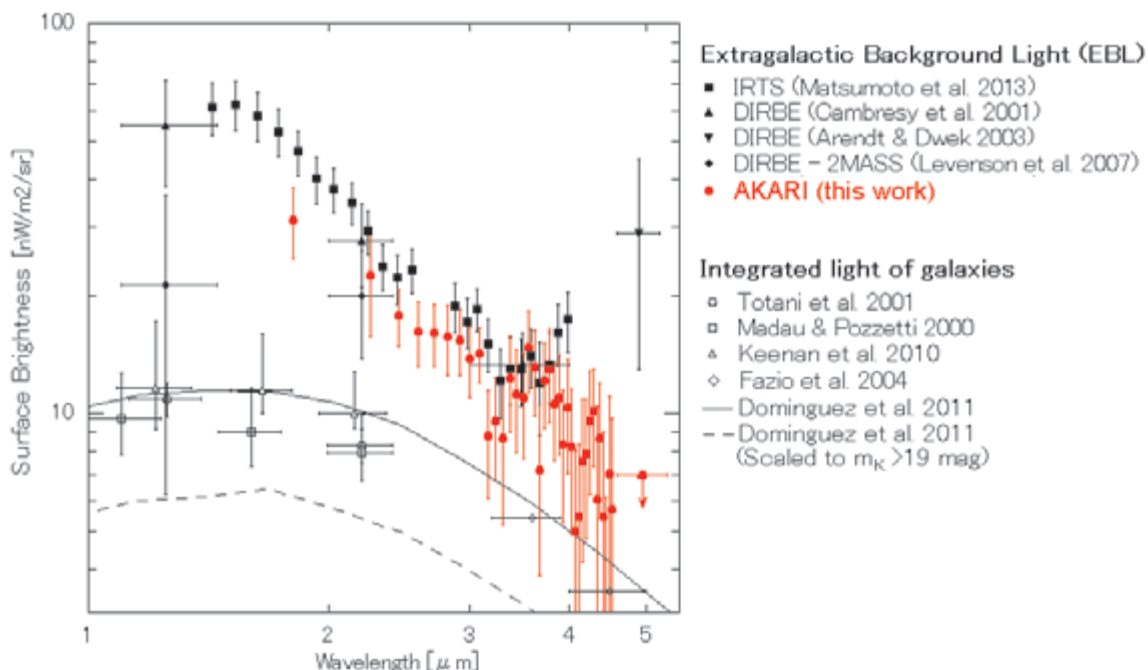 100
10
Surface Brightness [nW/m2/sr]
1
2
3
4
5
Wavelength [μm]
Extragalactic Background Light (EBL)
IRTS (Matsumoto et al. 2013)
DIRBE (Cambresy et al. 2001)
DIRBE (Arendt & Dwek 2003)
DIRBE - 2MASS (Levenson et al. 2007)
AKARI (this work)
Integrated light of galaxies
Totani et al. 2001
Madau & Pozzetti 2000
Keenan et al. 2010
Fazio et al. 2004
Dominguez et al. 2011
Dominguez et al. 2011
(Scaled to mK >19 mag)